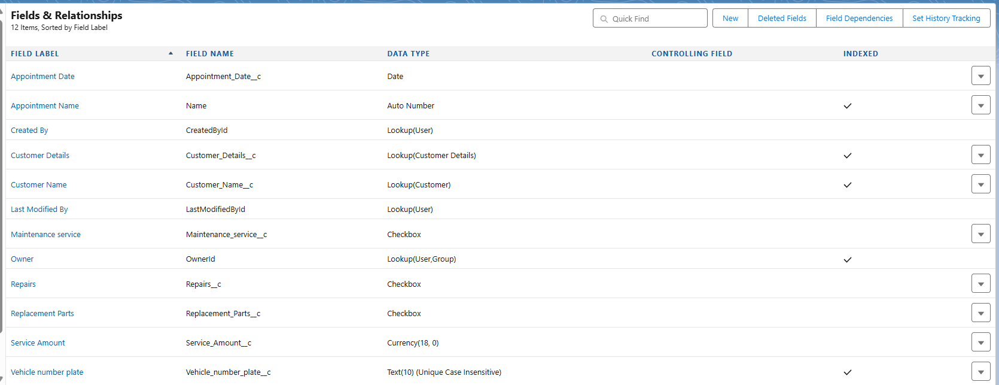 Fields & Relationships
12 Items, Sorted by Field Label
Quick Find New Deleted Fields Field Dependencies Set History Tracking
FIELD LABEL FIELD NAME DATA TYPE CONTROLLING FIELD INDEXED
Appointment Date Appointment_Date__c Date
Appointment Name Name Auto Number
Created By CreatedById Lookup(User)
Customer Details Customer_Details__c Lookup(Customer Details)
Customer Name Customer_Name__c Lookup(Customer)
Last Modified By LastModifiedById Lookup(User)
Maintenance service Maintenance_service__c Checkbox
Owner OwnerId Lookup(User,Group)
Repairs Repairs__c Checkbox
Replacement Parts Replacement_Parts__c Checkbox
Service Amount Service_Amount__c Currency(18, 0)
Vehicle number plate Vehicle_number_plate__c Text(10) (Unique Case Insensitive)